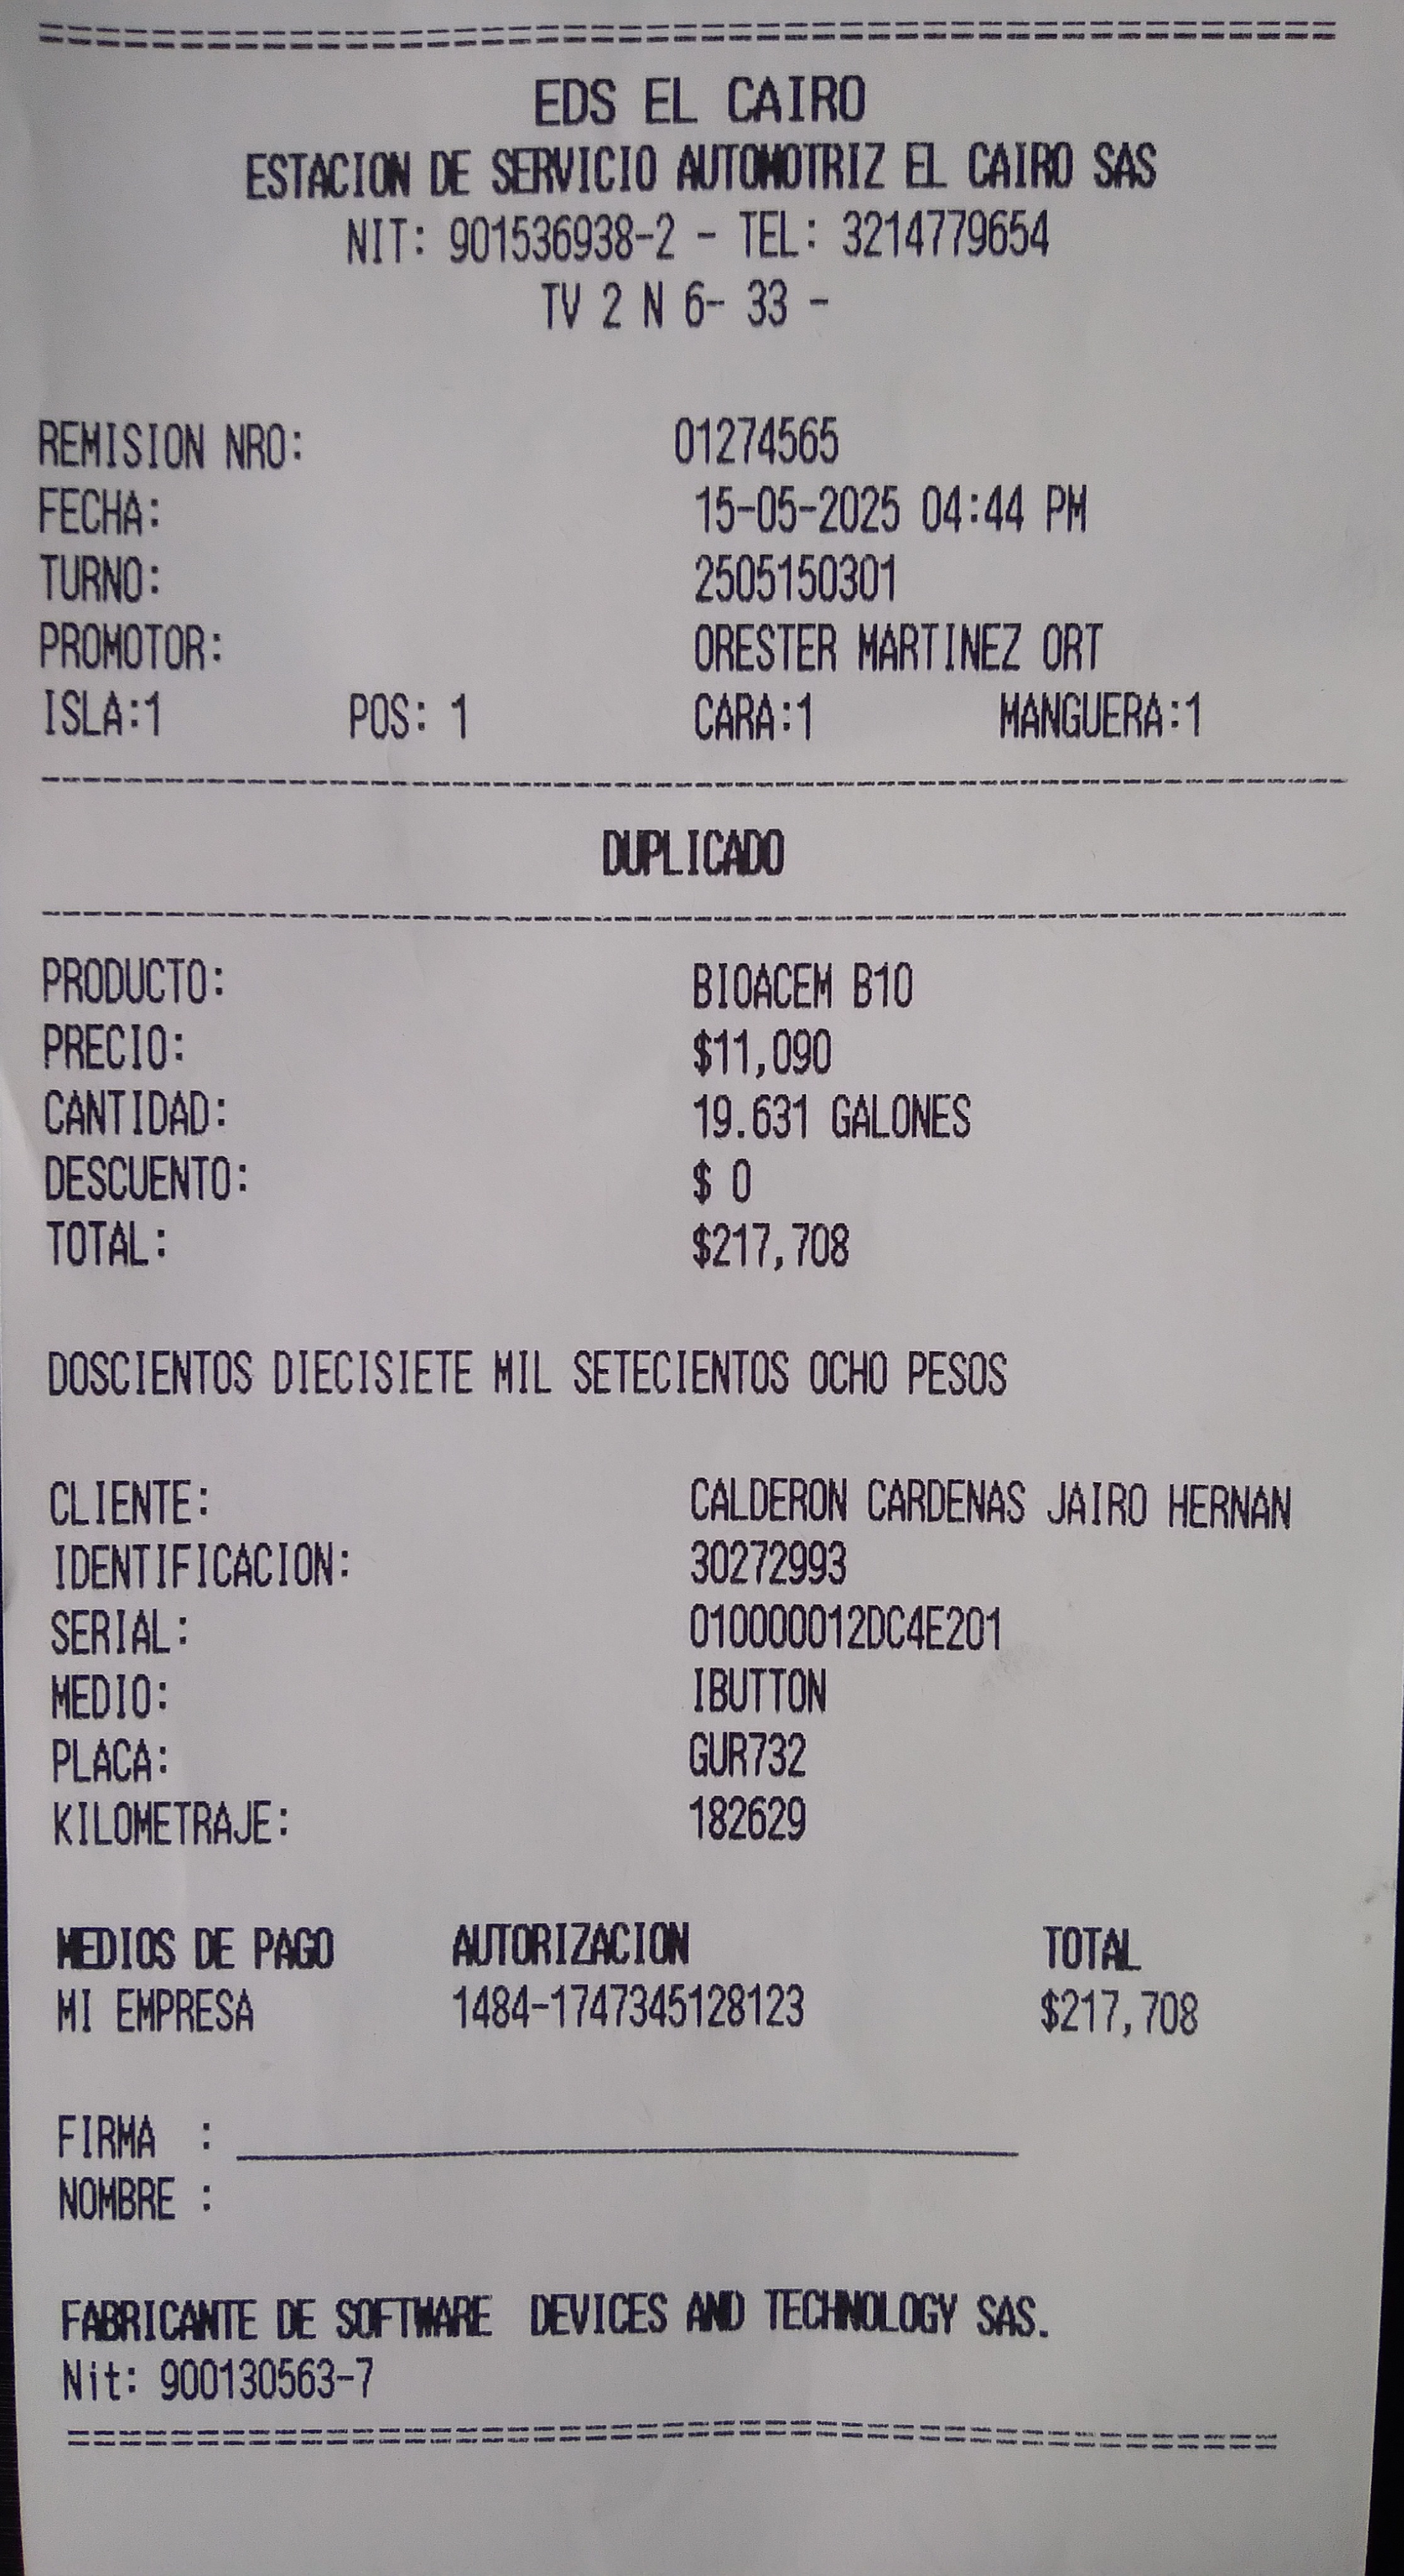 EDS EL CAIRO
ESTACION DE SERVICIO AUTOMOTRIZ EL CAIRO SAS
NIT: 901536938-2 - TEL: 3214779654
TV 2 N 6- 33 -
REMISION NRO: 01274565
FECHA: 15-05-2025 04:44 PM
TURNO: 2505150301
PROMOTOR: ORESTER MARTINEZ ORT
ISLA:1 POS: 1 CARA:1 MANGUERA:1
DUPLICADO
PRODUCTO: BIOACEM B10
PRECIO: $11,090
CANTIDAD: 19.631 GALONES
DESCUENTO: $ 0
TOTAL: $217,708
DOSCIENTOS DIECISIETE MIL SETECIENTOS OCHO PESOS
CLIENTE: CALDERON CARDENAS JAIRO HERNAN
IDENTIFICACION: 30272993
SERIAL: 010000012DC4E201
MEDIO: IBUTTON
PLACA: GUR732
KILOMETRAJE: 182629
MEDIOS DE PAGO AUTORIZACION TOTAL
MI EMPRESA 1484-1747345128123 $217,708
FIRMA :
NOMBRE :
FABRICANTE DE SOFTWARE DEVICES AND TECHNOLOGY SAS.
Nit: 900130563-7